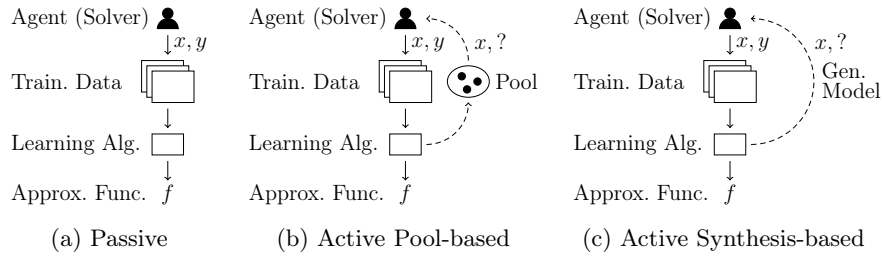 Agent (Solver)
x, y
Train. Data
Learning Alg.
Approx. Func. f
(a) Passive
Agent (Solver)
x, y
x, ?
Train. Data
Pool
Learning Alg.
Approx. Func. f
(b) Active Pool-based
Agent (Solver)
x, y
x, ?
Train. Data
Gen.
Model
Learning Alg.
Approx. Func. f
(c) Active Synthesis-based